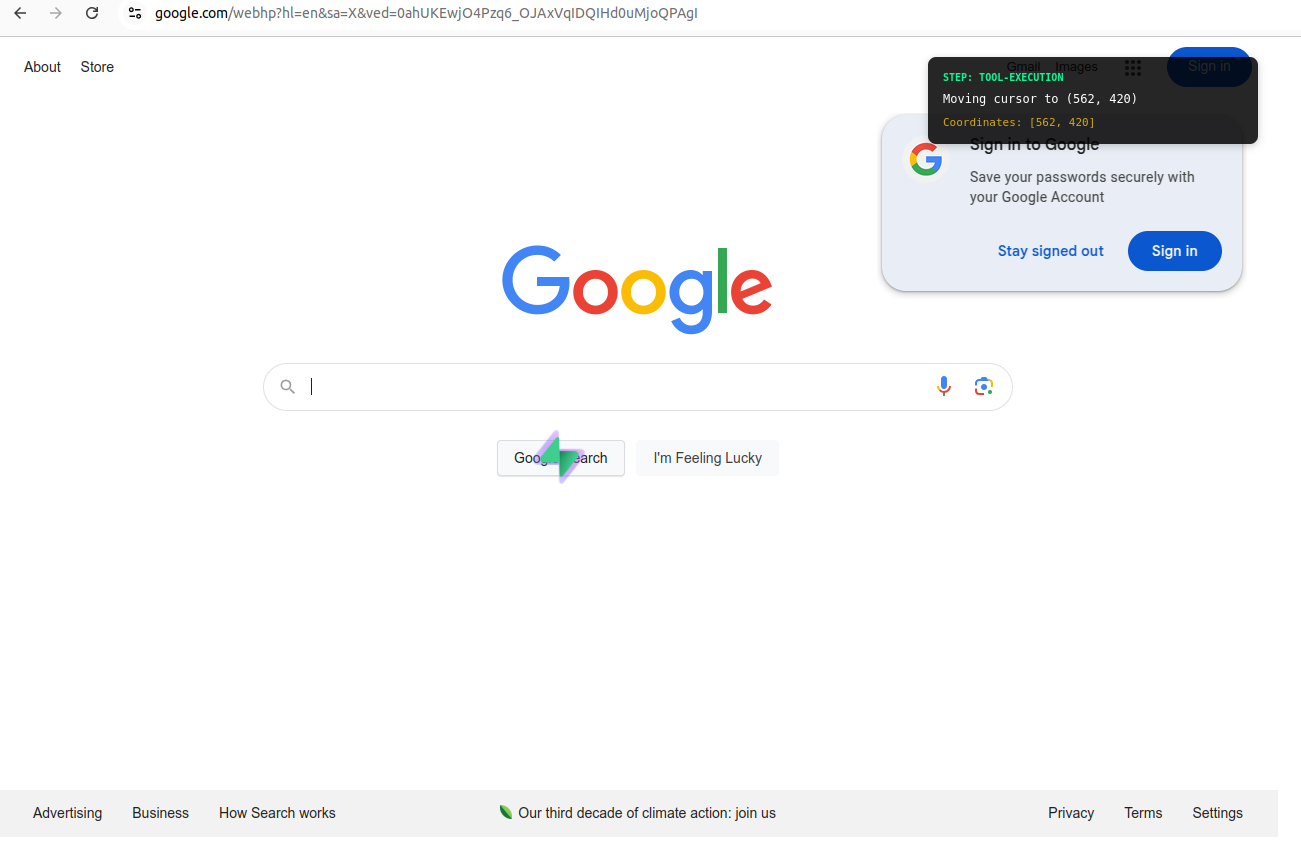 google.com/webhp?hl=en&sa=X&ved=0ahUKEwjO4Pzq6_OJAxVqIDQIHd0uMjoQPAgI
About Store Gmail Images Sign in
STEP: TOOL-EXECUTION
Moving cursor to (562, 420)
Coordinates: [562, 420]
Sign in to Google
Save your passwords securely with
your Google Account
Stay signed out Sign in
Google
Google Search I'm Feeling Lucky
Advertising Business How Search works Our third decade of climate action: join us Privacy Terms Settings